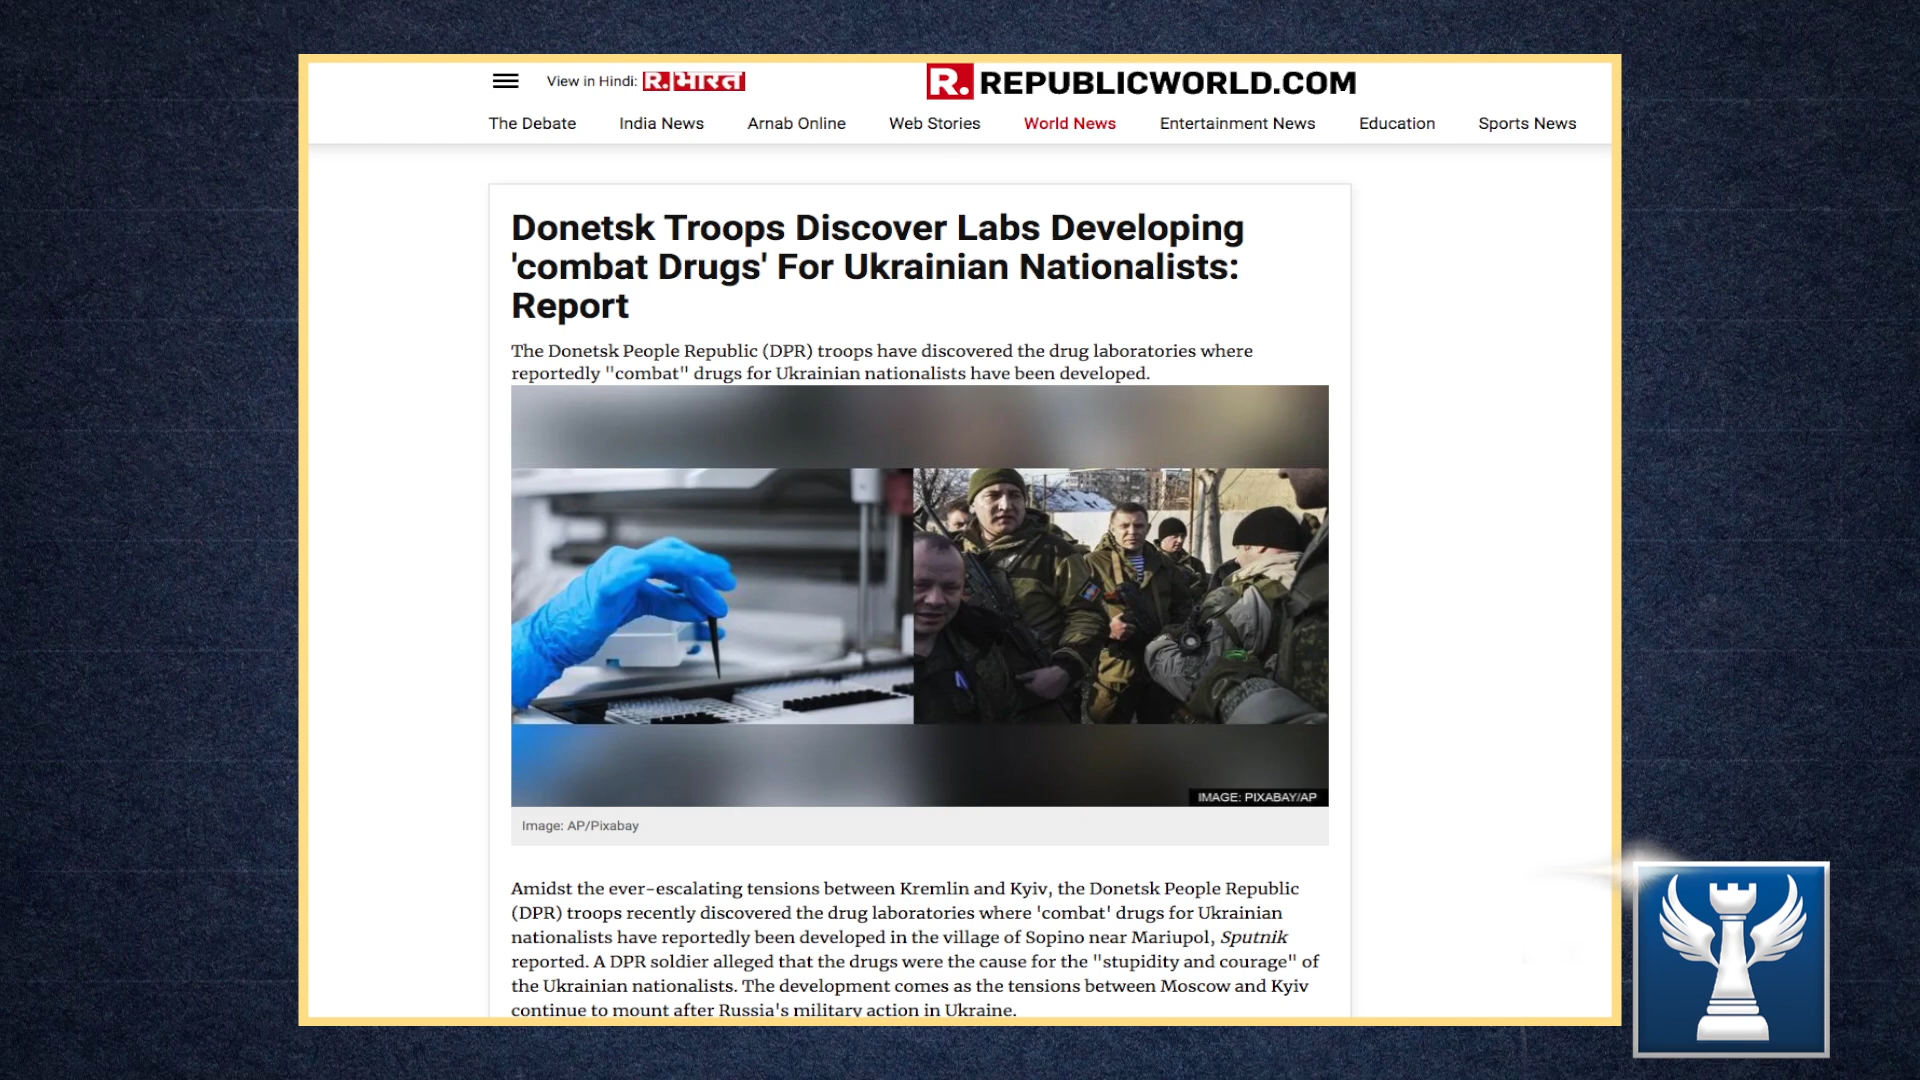 View in Hindi: R. भारत
R. REPUBLICWORLD.COM
The Debate India News Arnab Online Web Stories World News Entertainment News Education Sports News
Donetsk Troops Discover Labs Developing
'combat Drugs' For Ukrainian Nationalists:
Report
The Donetsk People Republic (DPR) troops have discovered the drug laboratories where
reportedly "combat" drugs for Ukrainian nationalists have been developed.
IMAGE: PIXABAY/AP
Image: AP/Pixabay
Amidst the ever-escalating tensions between Kremlin and Kyiv, the Donetsk People Republic
(DPR) troops recently discovered the drug laboratories where 'combat' drugs for Ukrainian
nationalists have reportedly been developed in the village of Sopino near Mariupol, Sputnik
reported. A DPR soldier alleged that the drugs were the cause for the "stupidity and courage" of
the Ukrainian nationalists. The development comes as the tensions between Moscow and Kyiv
continue to mount after Russia's military action in Ukraine.